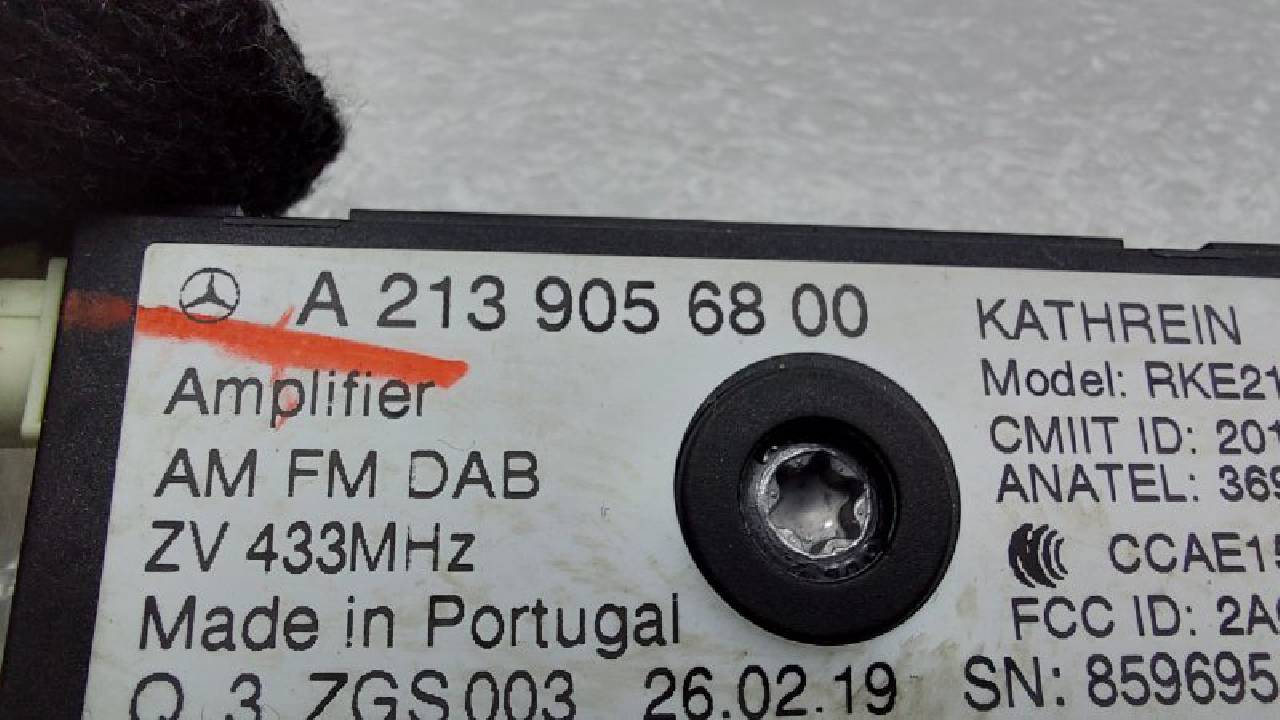 A 213 905 68 00
Amplifier
AM FM DAB
ZV 433MHz
Made in Portugal
Q 3 ZGS003 26.02.19
KATHREIN
Model: RKE21
CMIIT ID: 201
ANATEL: 369
CCAE15
FCC ID: 2A
SN: 859695